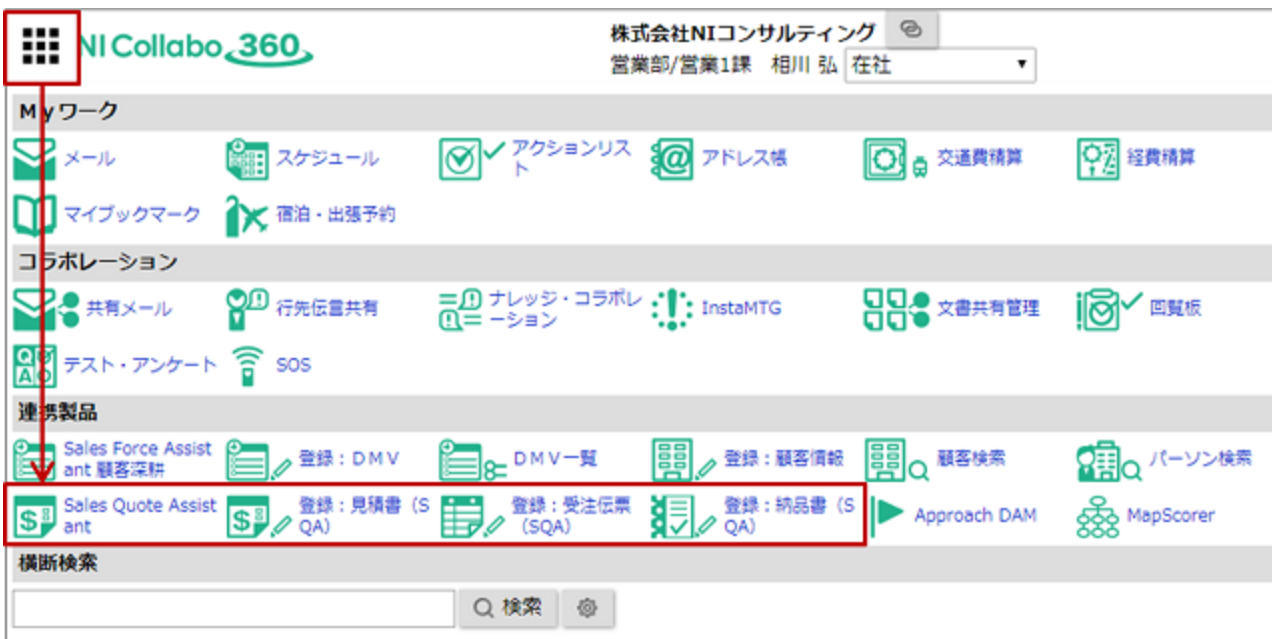 NI Collabo 360
株式会社NIコンサルティング
営業部/営業1課 相川 弘 在社
Myワーク
メール
スケジュール
アクションリス
ト
アドレス帳
交通費精算
経費精算
マイブックマーク
宿泊・出張予約
コラボレーション
共有メール
行先伝言共有
ナレッジ・コラボレ
ーション
InstaMTG
文書共有管理
回覧板
テスト・アンケート
SOS
連携製品
Sales Force Assist
ant 顧客深耕
登録：DMV
DMV一覧
登録：顧客情報
顧客検索
パーソン検索
Sales Quote Assist
ant
登録：見積書（S
QA）
登録：受注伝票
（SQA）
登録：納品書（S
QA）
Approach DAM
MapScorer
横断検索
検索